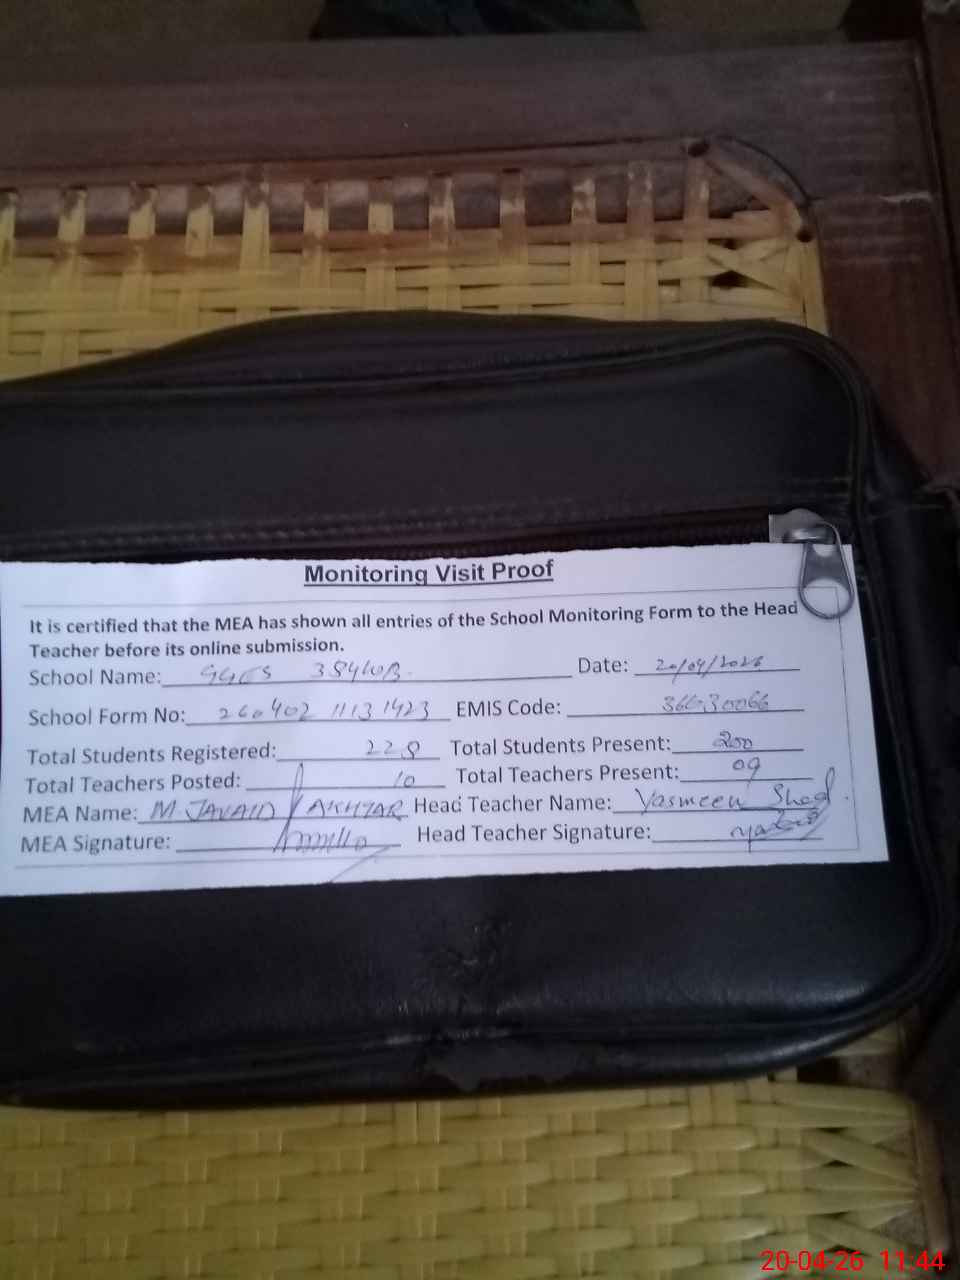 Monitoring Visit Proof
It is certified that the MEA has shown all entries of the School Monitoring Form to the Head
Teacher before its online submission.
School Name: GGES 384WB. Date: 20/04/2026
School Form No: 260402 1113 1423 EMIS Code: 36630066
Total Students Registered: 228 Total Students Present: 200
Total Teachers Posted: 10 Total Teachers Present: 09
MEA Name: M. JAVAID AKHTAR Head Teacher Name: Yasmeen
MEA Signature: Head Teacher Signature:
20-04-26 11:44